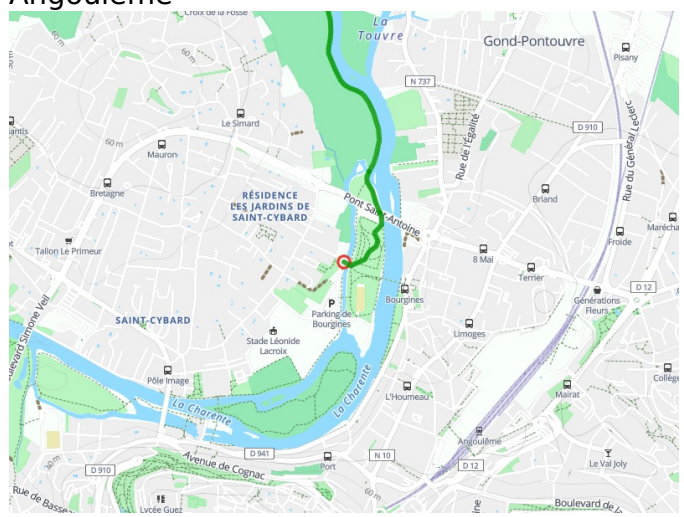 Angoulême
Croix de la Fosse
La
Touvre
Gond-Pontouvre
Pisany
60 m
60 m
N 737
D 910
Le Simard
Rue de l'Égalité
Rue du Général Leclerc
Mauron
60 m
Bretagne
RÉSIDENCE
LES JARDINS DE
SAINT-CYBARD
Pont Saint-Antoine
Briand
Tallon Le Primeur
8 Mai
Froide
Terrier
D 12
Bourgines
Générations
Fleurs
P
Parking de
Bourgines
SAINT-CYBARD
Stade Léonide
Lacroix
Limoges
Boulevard Simone Veil
Pôle Image
La Charente
La Charente
L'Houmeau
Mairat
Angoulême
D 941
Port
N 10
D 12
Le Val Joly
D 910
Avenue de Cognac
30 m
Lycée Guez
60 m